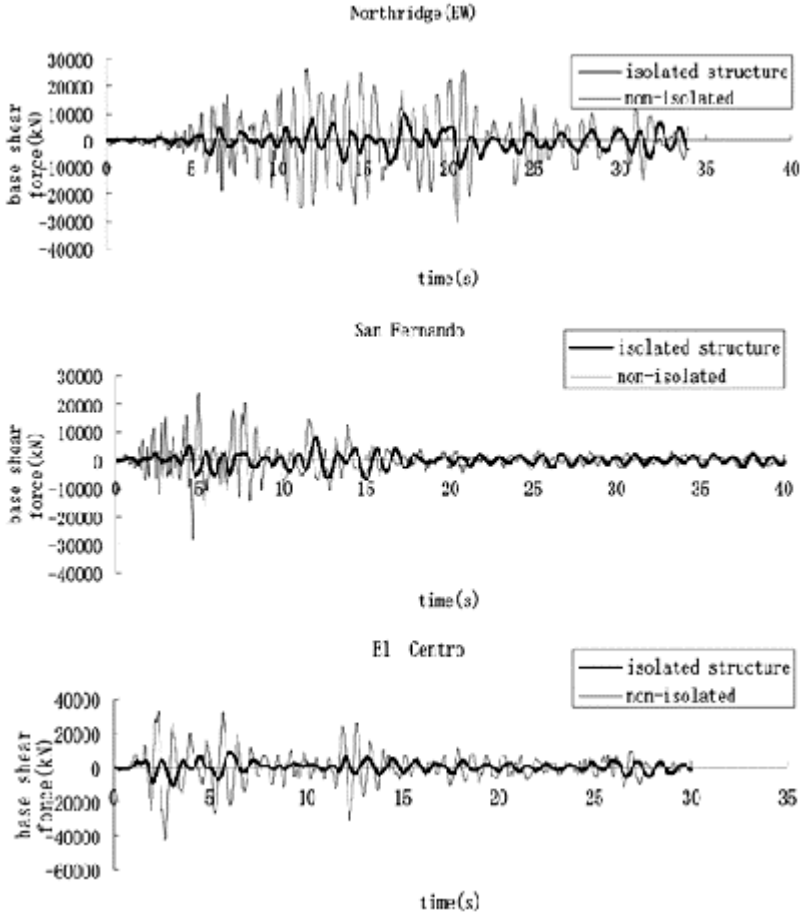 Northridge(EW)
30000
20000
10000
0
-10000
-20000
-30000
-40000
base shear
force(kN)
isolated structure
non-isolated
0 5 10 15 20 25 30 35 40
time(s)
San Fernando
30000
20000
10000
0
-10000
-20000
-30000
-40000
base shear
force(kN)
isolated structure
non-isolated
0 5 10 15 20 25 30 35 40
time(s)
El Centro
40000
20000
0
-20000
-40000
-60000
base shear
force(kN)
isolated structure
non-isolated
0 5 10 15 20 25 30 35
time(s)